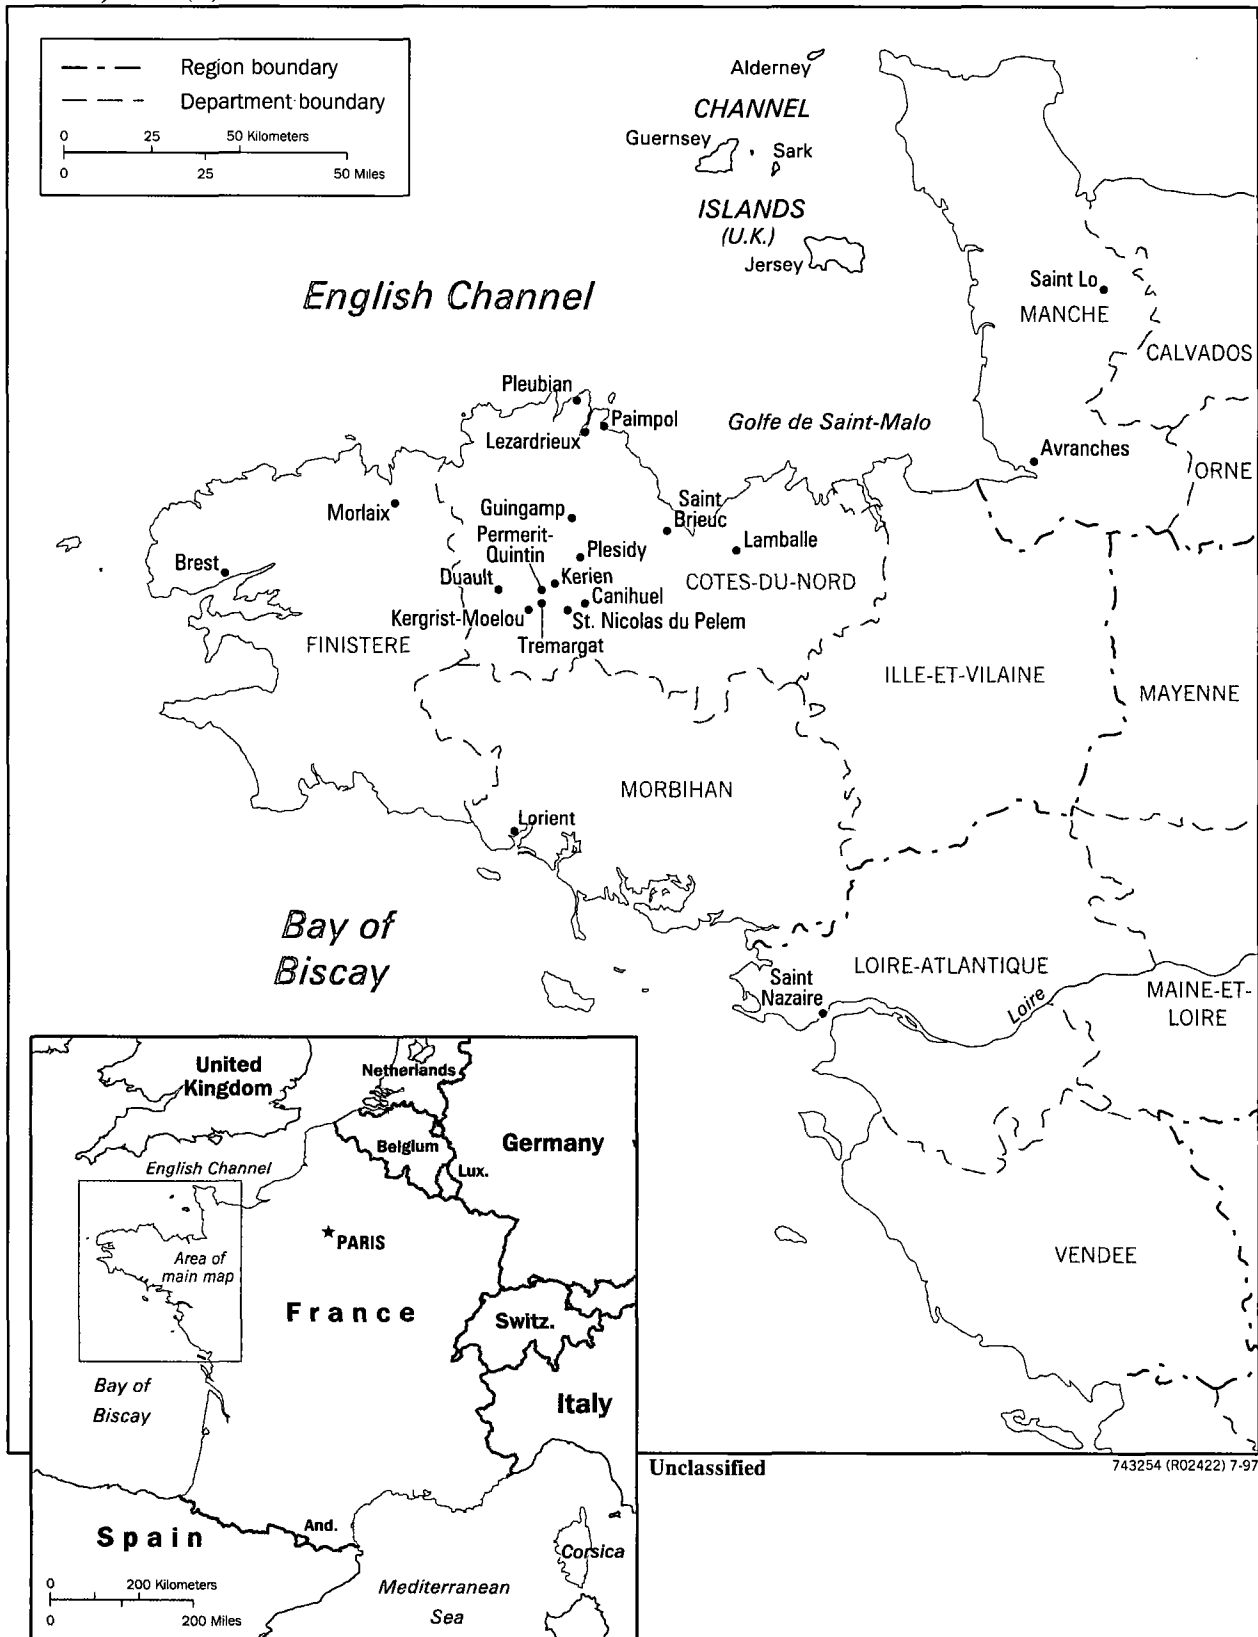 Region boundary
Department boundary
0 25 50 Kilometers
0 25 50 Miles
Alderney
CHANNEL
Guernsey
Sark
ISLANDS
(U.K.)
Jersey
English Channel
Saint Lo
MANCHE
CALVADOS
Pleubian
Paimpol
Lezardrieux
Golfe de Saint-Malo
Avranches
ORNE
Morlaix
Guingamp
Saint
Brieuc
Permerit-
Quintin
Plesidy
Lamballe
Brest
Duault
Kerien
COTES-DU-NORD
Canihuel
Kergrist-Moelou
St. Nicolas du Pelem
FINISTERE
Tremargat
ILLE-ET-VILAINE
MAYENNE
MORBIHAN
Lorient
Bay of
Biscay
LOIRE-ATLANTIQUE
Saint
Nazaire
Loire
MAINE-ET-
LOIRE
VENDEE
United
Kingdom
Netherlands
Belgium
Germany
English Channel
Lux.
PARIS
Area of
main map
France
Switz.
Bay of
Biscay
Italy
Spain
And.
Corsica
0 200 Kilometers
0 200 Miles
Mediterranean
Sea
Unclassified
743254 (R02422) 7-97